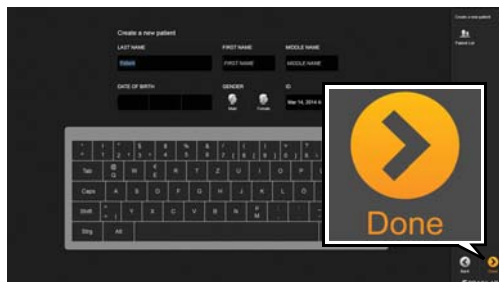 Create a new patient
Create a new patient
LAST NAME
FIRST NAME
MIDDLE NAME
Patient
FIRST NAME
MIDDLE NAME
Patient List
DATE OF BIRTH
GENDER
ID
Male
Female
Mar 14, 2014
Tab
Q W E R T Z U I O P
Caps
A S D F G H J K L Ö
Shift
Y X C V B N M
Strg
Alt
Done
Back
Done